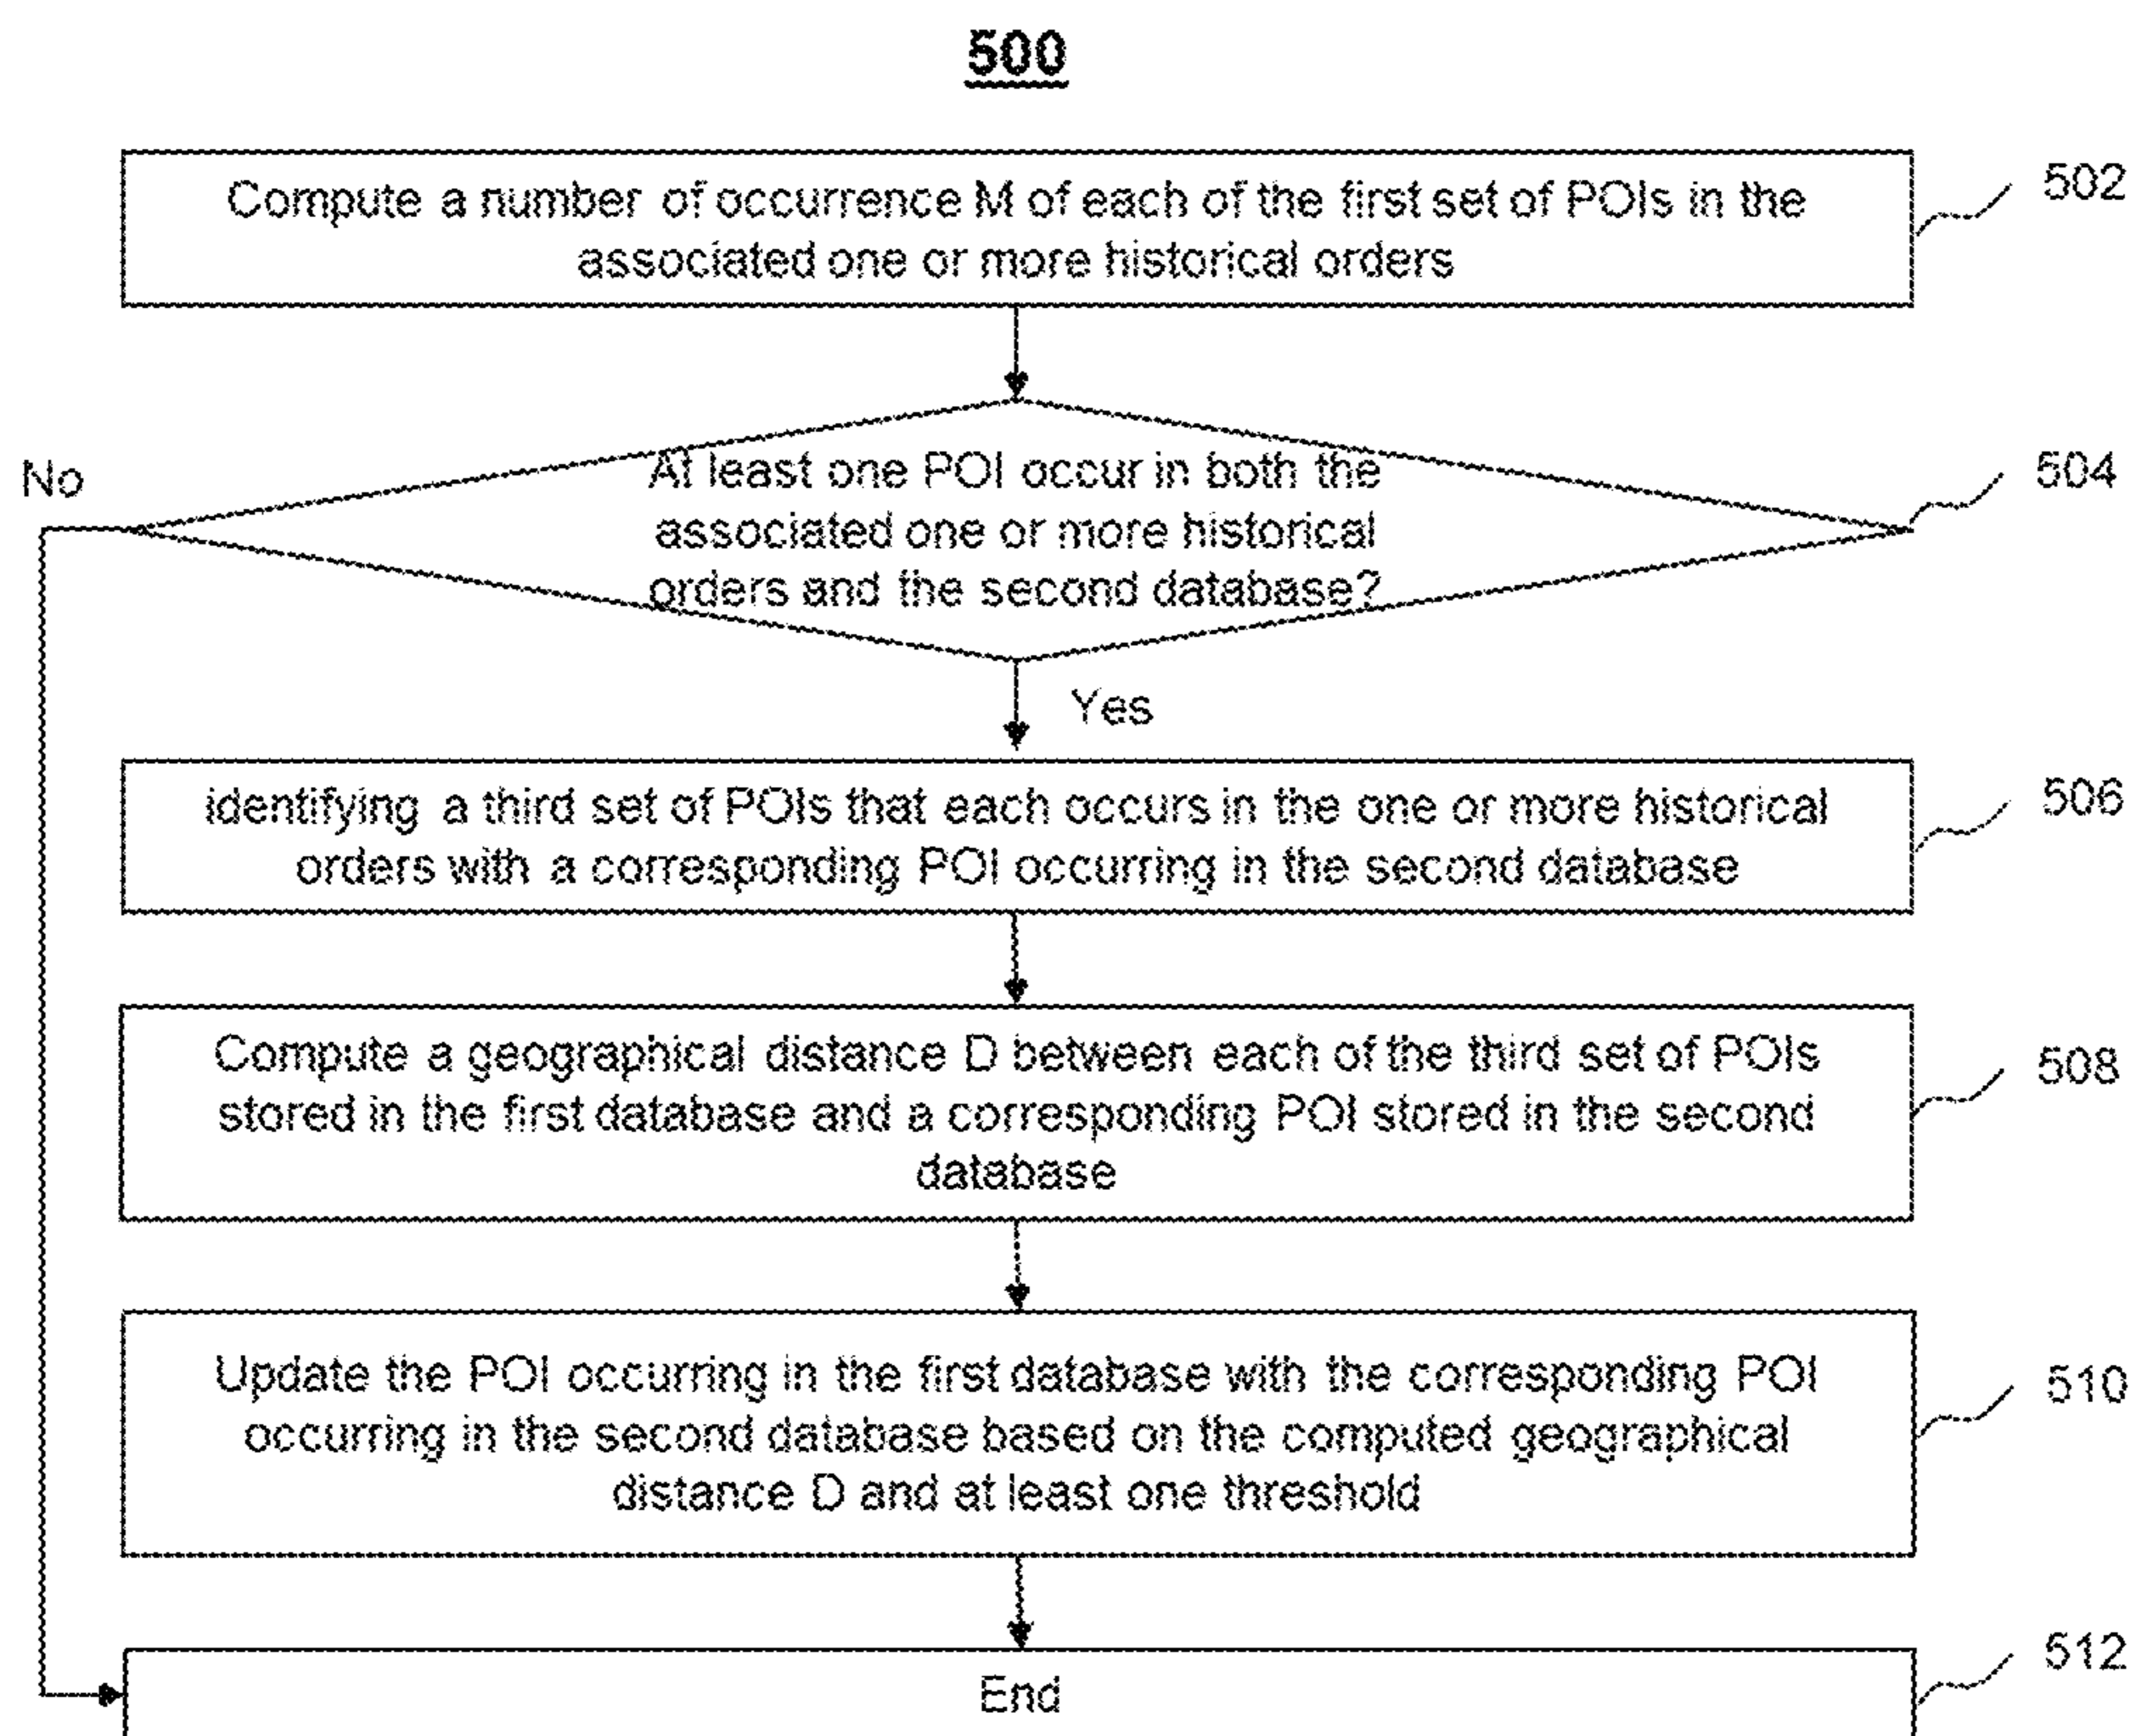 500
Compute a number of occurrence M of each of the first set of POIs in the
associated one or more historical orders
502
At least one POI occur in both the
associated one or more historical
orders and the second database?
504
No
Yes
identifying a third set of POIs that each occurs in the one or more historical
orders with a corresponding POI occurring in the second database
506
Compute a geographical distance D between each of the third set of POIs
stored in the first database and a corresponding POI stored in the second
database
508
Update the POI occurring in the first database with the corresponding POI
occurring in the second database based on the computed geographical
distance D and at least one threshold
510
End
512